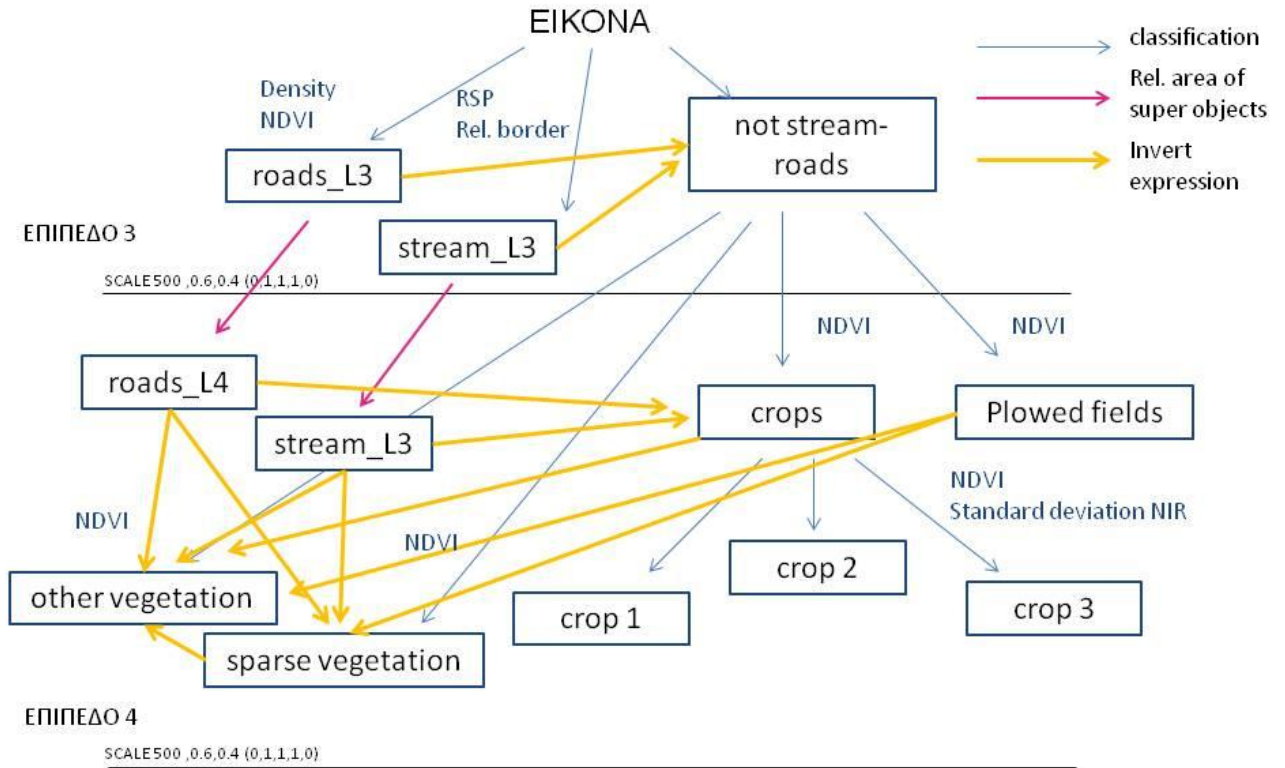 ΕΙΚΟΝΑ
classification
Rel. area of
super objects
Invert
expression
Density
NDVI
RSP
Rel. border
not stream-
roads
roads_L3
stream_L3
ΕΠΙΠΕΔΟ 3
SCALE500 ,0.6,0.4 (0,1,1,1,0)
NDVI
NDVI
roads_L4
crops
Plowed fields
stream_L3
NDVI
Standard deviation NIR
NDVI
NDVI
other vegetation
crop 2
crop 1
crop 3
sparse vegetation
ΕΠΙΠΕΔΟ 4
SCALE500 ,0.6,0.4 (0,1,1,1,0)